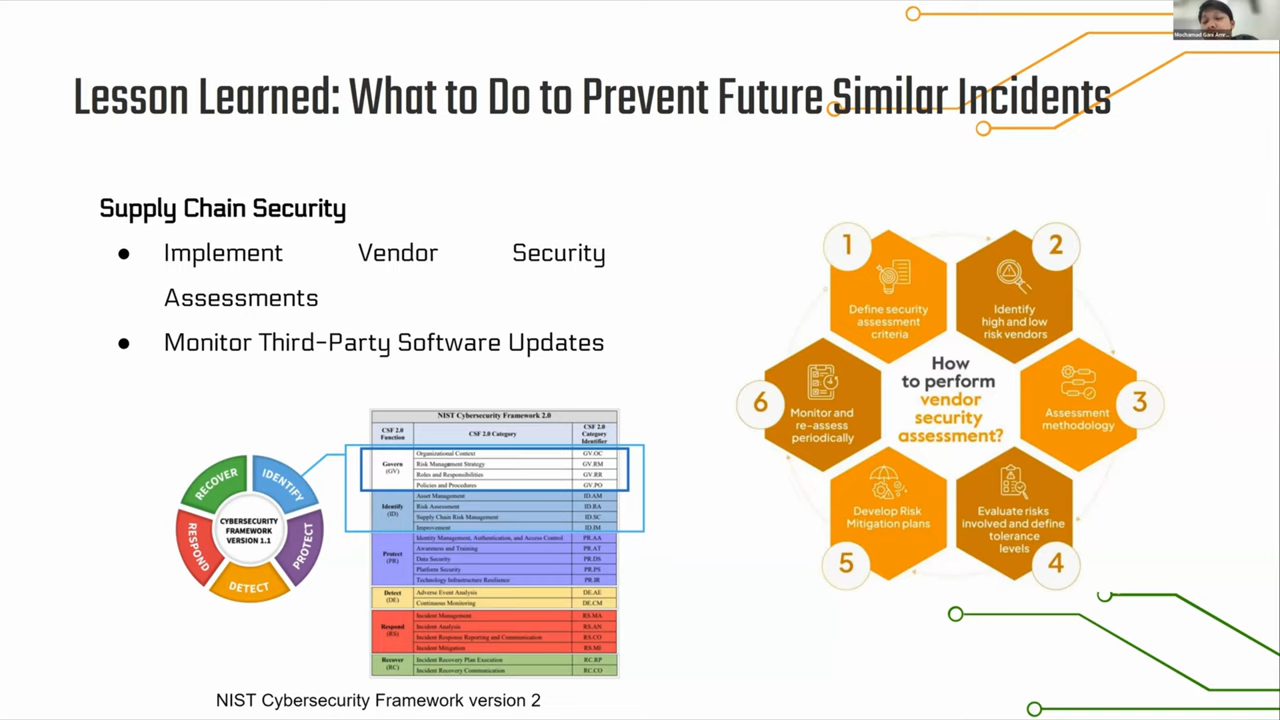 Mochamad Gani Amr...
Lesson Learned: What to Do to Prevent Future Similar Incidents
Supply Chain Security
● Implement Vendor Security
Assessments
● Monitor Third-Party Software Updates
NIST Cybersecurity Framework 2.0
CSF 2.0
Function
CSF 2.0 Category
CSF 2.0
Category
Identifier
Govern
(GV)
Organizational Context GV.OC
Risk Management Strategy GV.RM
Roles and Responsibilities GV.RR
Policies and Procedures GV.PO
Identify
(ID)
Asset Management ID.AM
Risk Assessment ID.RA
Supply Chain Risk Management ID.SC
Improvement ID.IM
Protect
(PR)
Identity Management, Authentication, and Access Control PR.AA
Awareness and Training PR.AT
Data Security PR.DS
Platform Security PR.PS
Technology Infrastructure Resilience PR.IR
Detect
(DE)
Adverse Event Analysis DE.AE
Continuous Monitoring DE.CM
Respond
(RS)
Incident Management RS.MA
Incident Analysis RS.AN
Incident Response Reporting and Communication RS.CO
Incident Mitigation RS.MI
Recover
(RC)
Incident Recovery Plan Execution RC.RP
Incident Recovery Communication RC.CO
RECOVER
IDENTIFY
PROTECT
DETECT
RESPOND
CYBERSECURITY
FRAMEWORK
VERSION 1.1
NIST Cybersecurity Framework version 2
How
to perform
vendor
security
assessment?
1
Define security
assessment
criteria
2
Identify
high and low
risk vendors
3
Assessment
methodology
4
Evaluate risks
involved and define
tolerance
levels
5
Develop Risk
Mitigation plans
6
Monitor and
re-assess
periodically